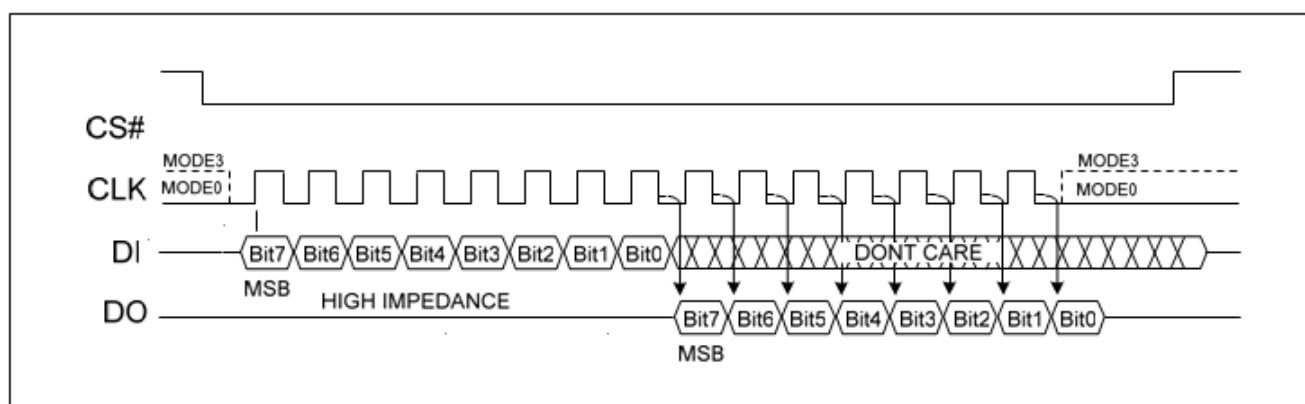 CS#
MODE3 MODE3
CLK MODE0 MODE0
DI Bit7 Bit6 Bit5 Bit4 Bit3 Bit2 Bit1 Bit0 DONT CARE
MSB HIGH IMPEDANCE
DO Bit7 Bit6 Bit5 Bit4 Bit3 Bit2 Bit1 Bit0
MSB